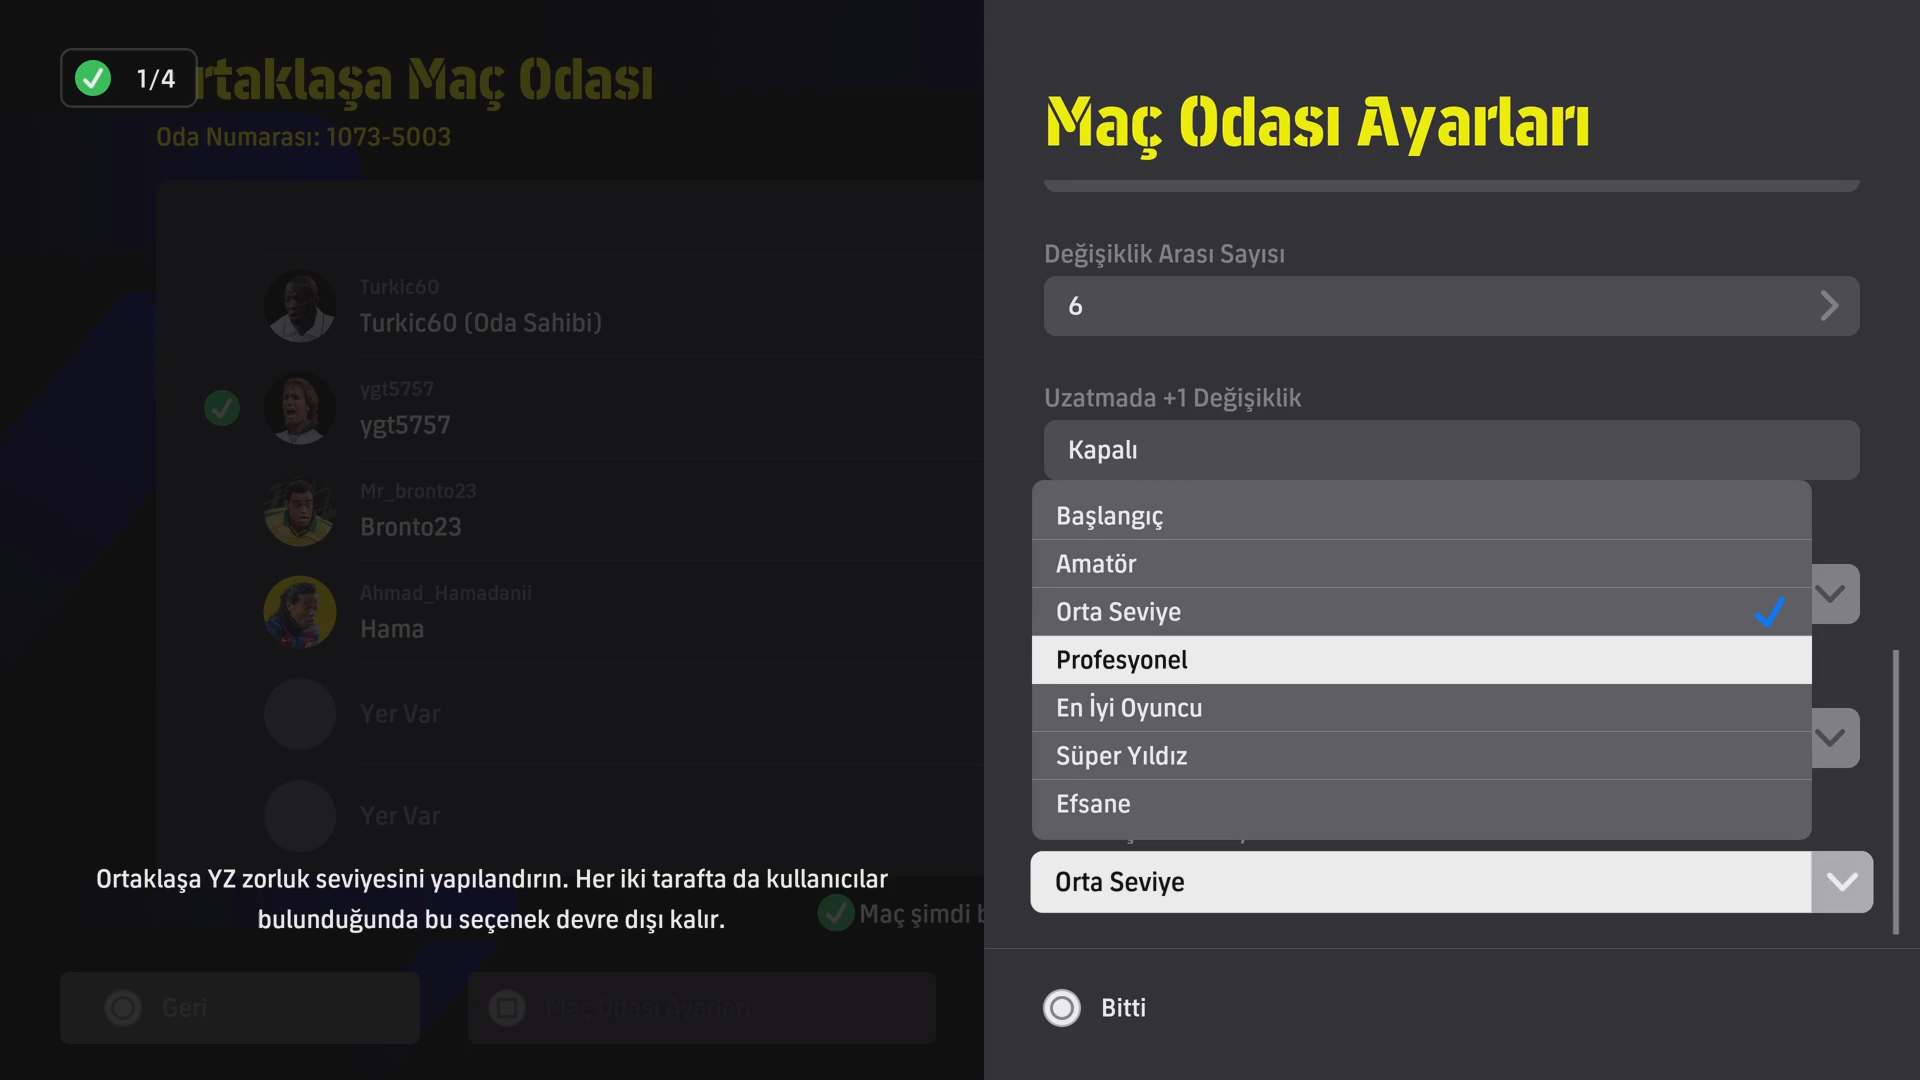 1/4
rtaklaşa Maç Odası
Oda Numarası: 1073-5003
Turkic60
Turkic60 (Oda Sahibi)
ygt5757
ygt5757
Mr_bronto23
Bronto23
Ahmad_Hamadanii
Hama
Yer Var
Yer Var
Ortaklaşa YZ zorluk seviyesini yapılandırın. Her iki tarafta da kullanıcılar
bulunduğunda bu seçenek devre dışı kalır.
Maç şimdi b
Geri
Maç Odası Ayarları
Maç Odası Ayarları
Değişiklik Arası Sayısı
6
Uzatmada +1 Değişiklik
Kapalı
Başlangıç
Amatör
Orta Seviye
Profesyonel
En İyi Oyuncu
Süper Yıldız
Efsane
Orta Seviye
Bitti